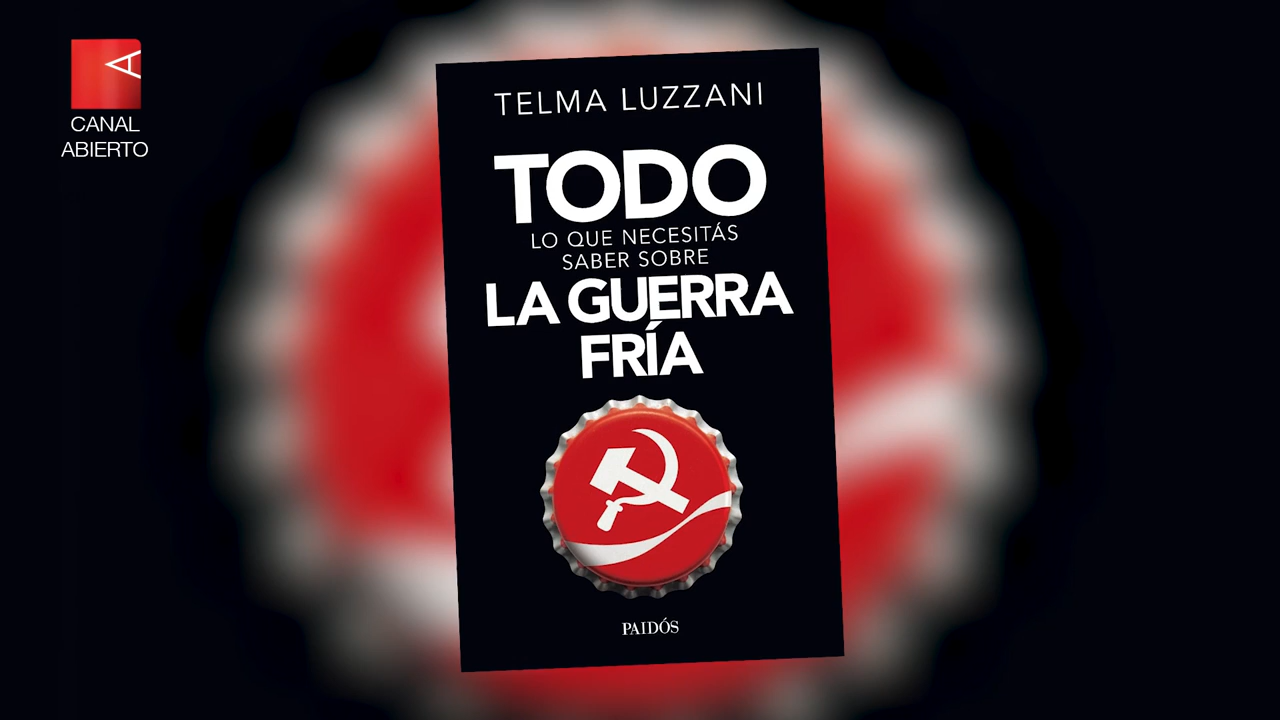 CANAL
ABIERTO
TELMA LUZZANI
TODO
LO QUE NECESITÁS
SABER SOBRE
LA GUERRA
FRÍA
PAIDÓS